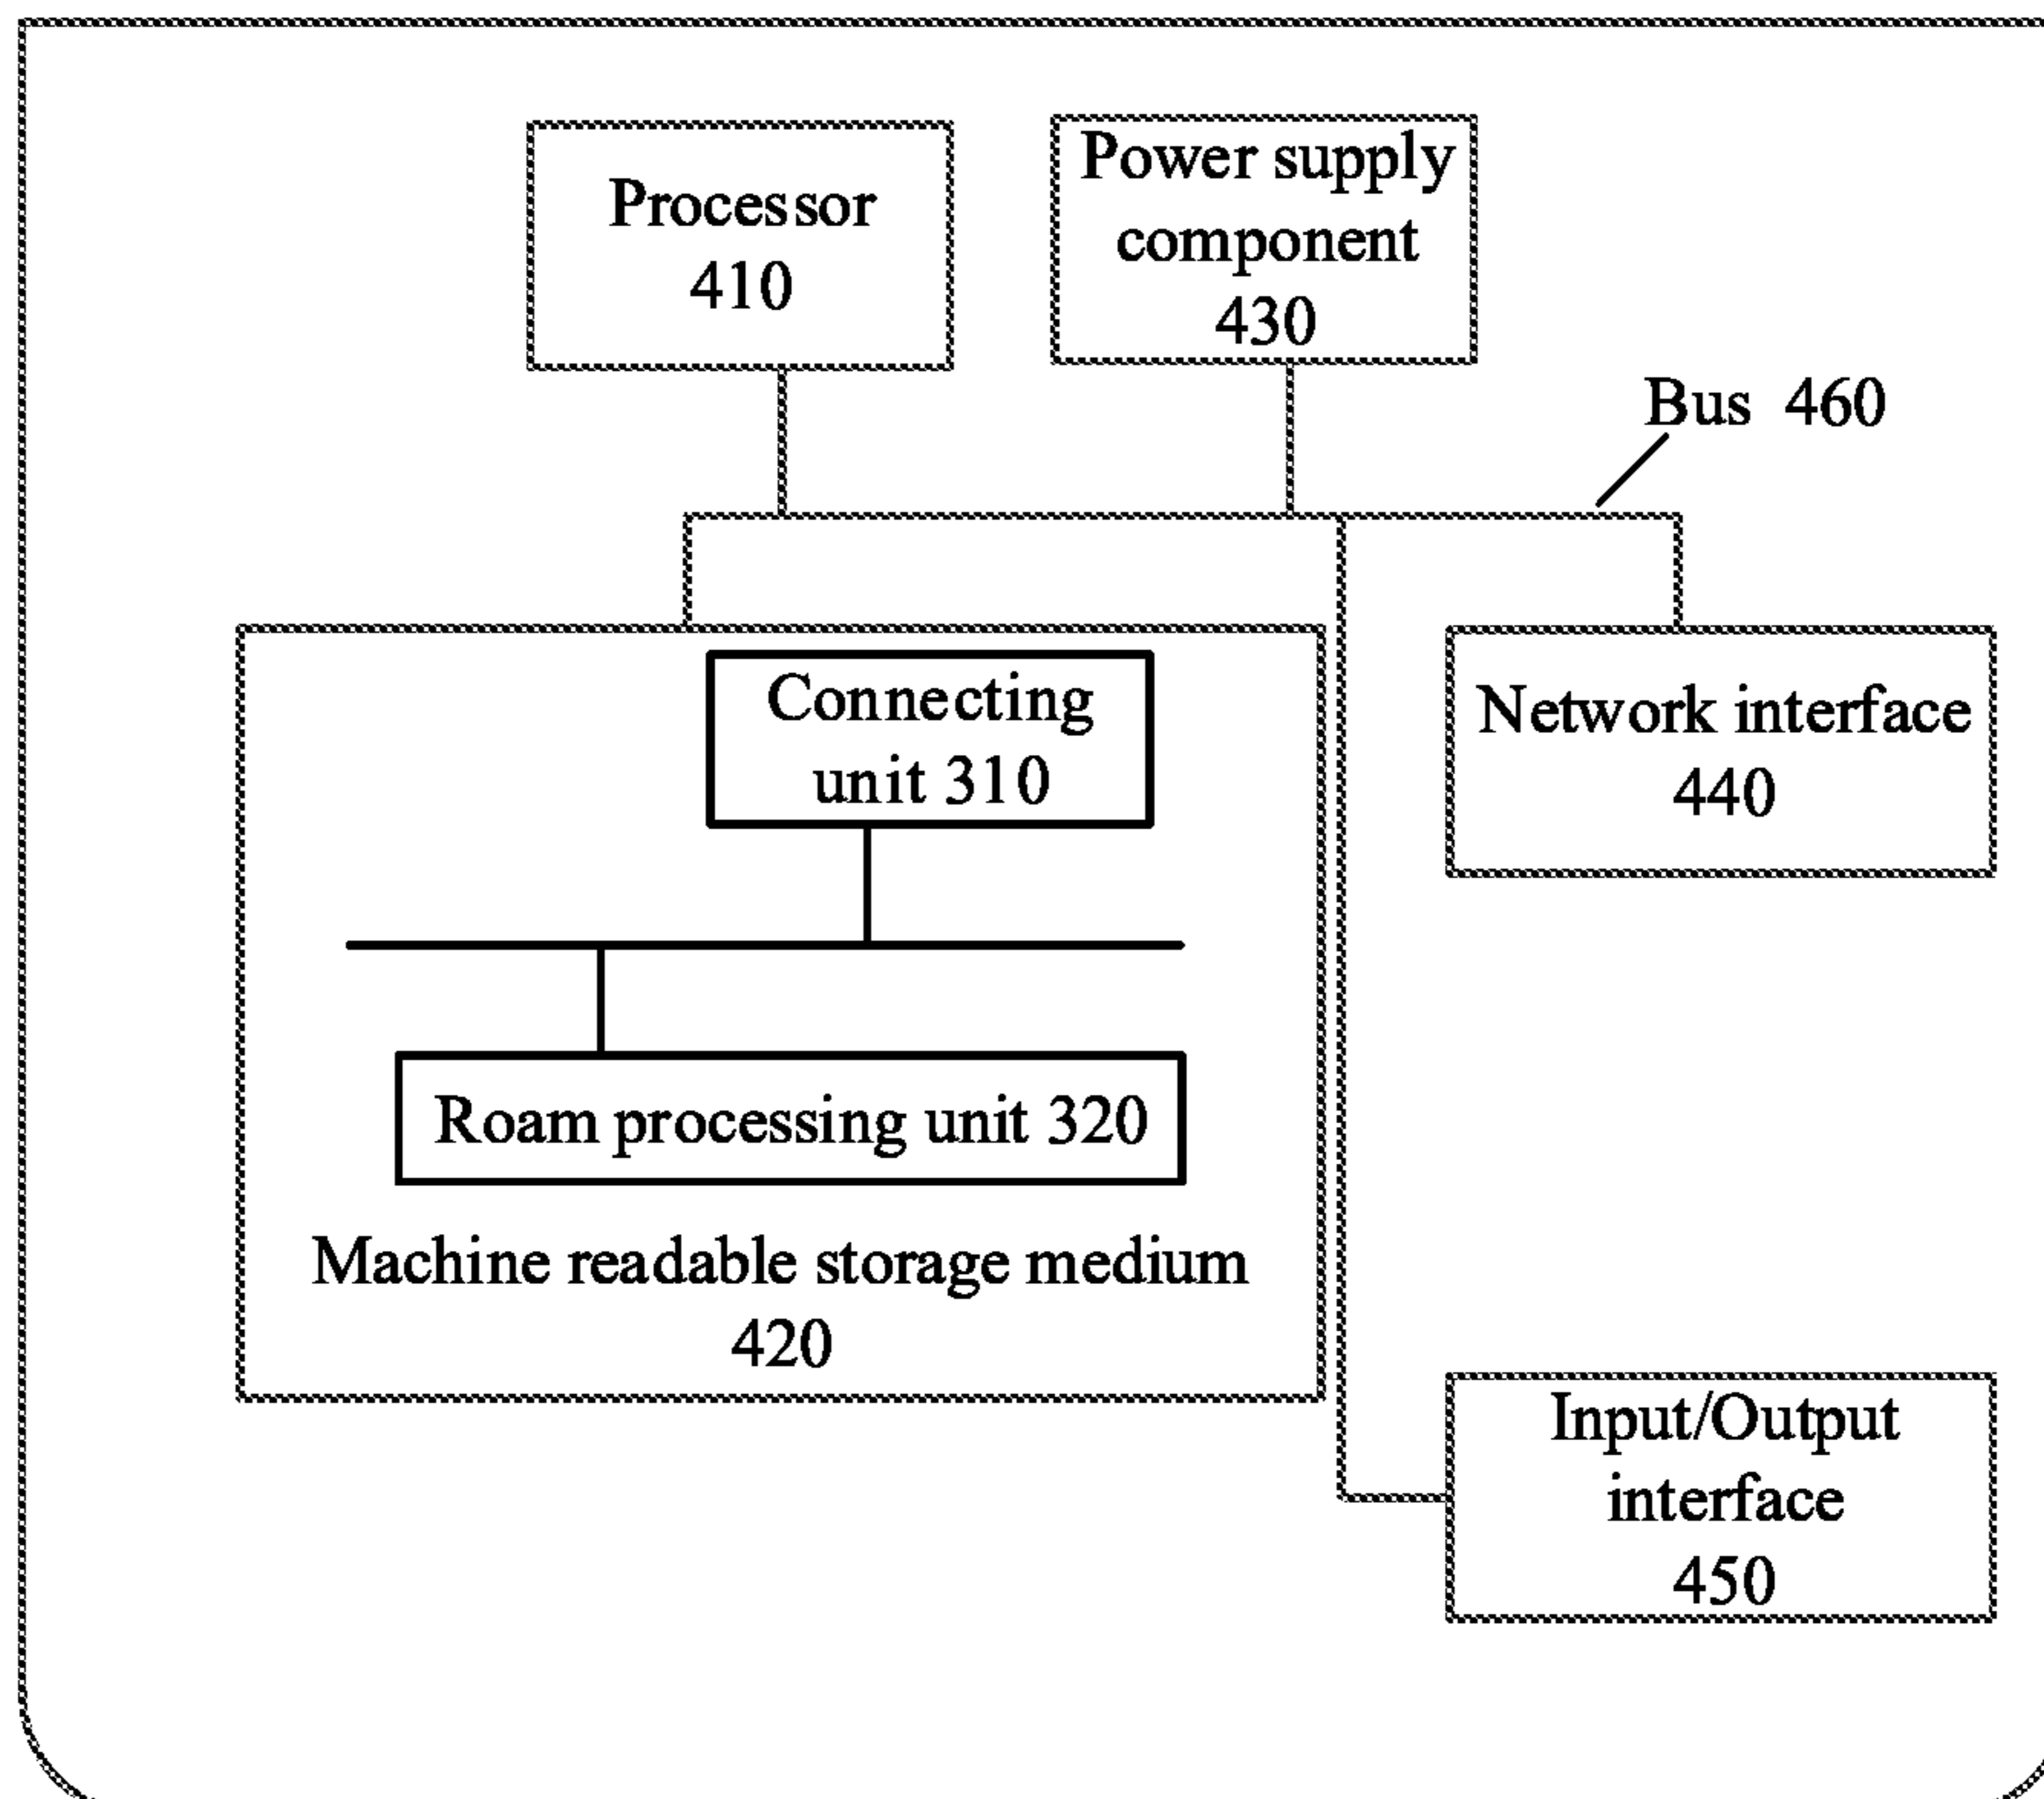 Processor
410
Power supply
component
430
Bus 460
Connecting
unit 310
Network interface
440
Roam processing unit 320
Machine readable storage medium
420
Input/Output
interface
450